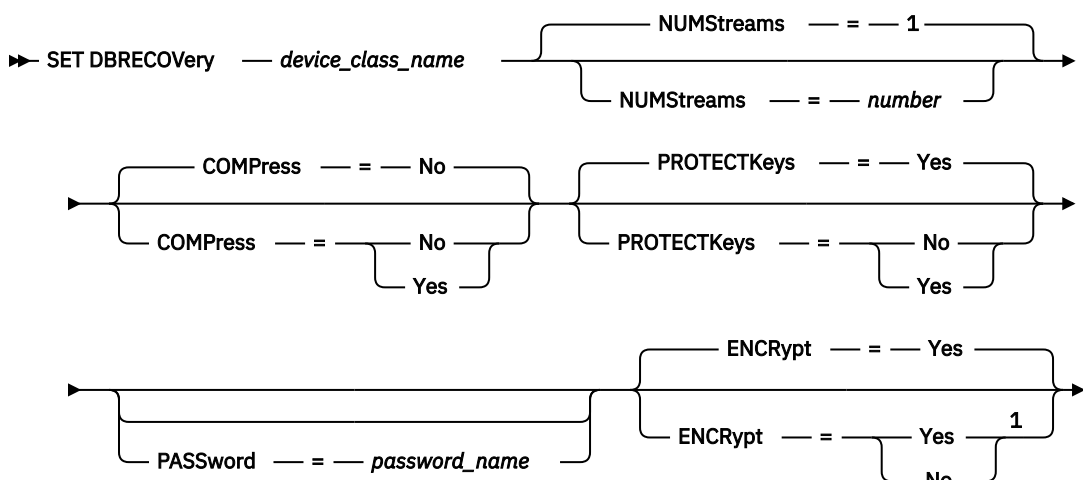 NUMStreams = 1
SET DBRECOVery device_class_name
NUMStreams = number
COMPress = No
PROTECTKeys = Yes
COMPress = No
Yes
PROTECTKeys = No
Yes
ENCRypt = Yes
PASSword = password_name
ENCRypt = Yes 1
No